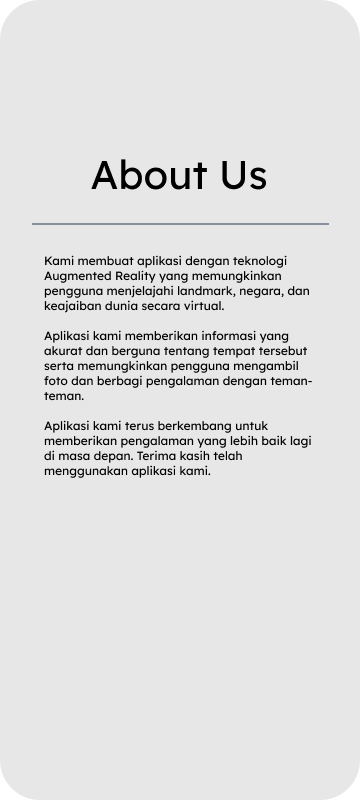 About Us
Kami membuat aplikasi dengan teknologi
Augmented Reality yang memungkinkan
pengguna menjelajahi landmark, negara, dan
keajaiban dunia secara virtual.
Aplikasi kami memberikan informasi yang
akurat dan berguna tentang tempat tersebut
serta memungkinkan pengguna mengambil
foto dan berbagi pengalaman dengan teman-
teman.
Aplikasi kami terus berkembang untuk
memberikan pengalaman yang lebih baik lagi
di masa depan. Terima kasih telah
menggunakan aplikasi kami.